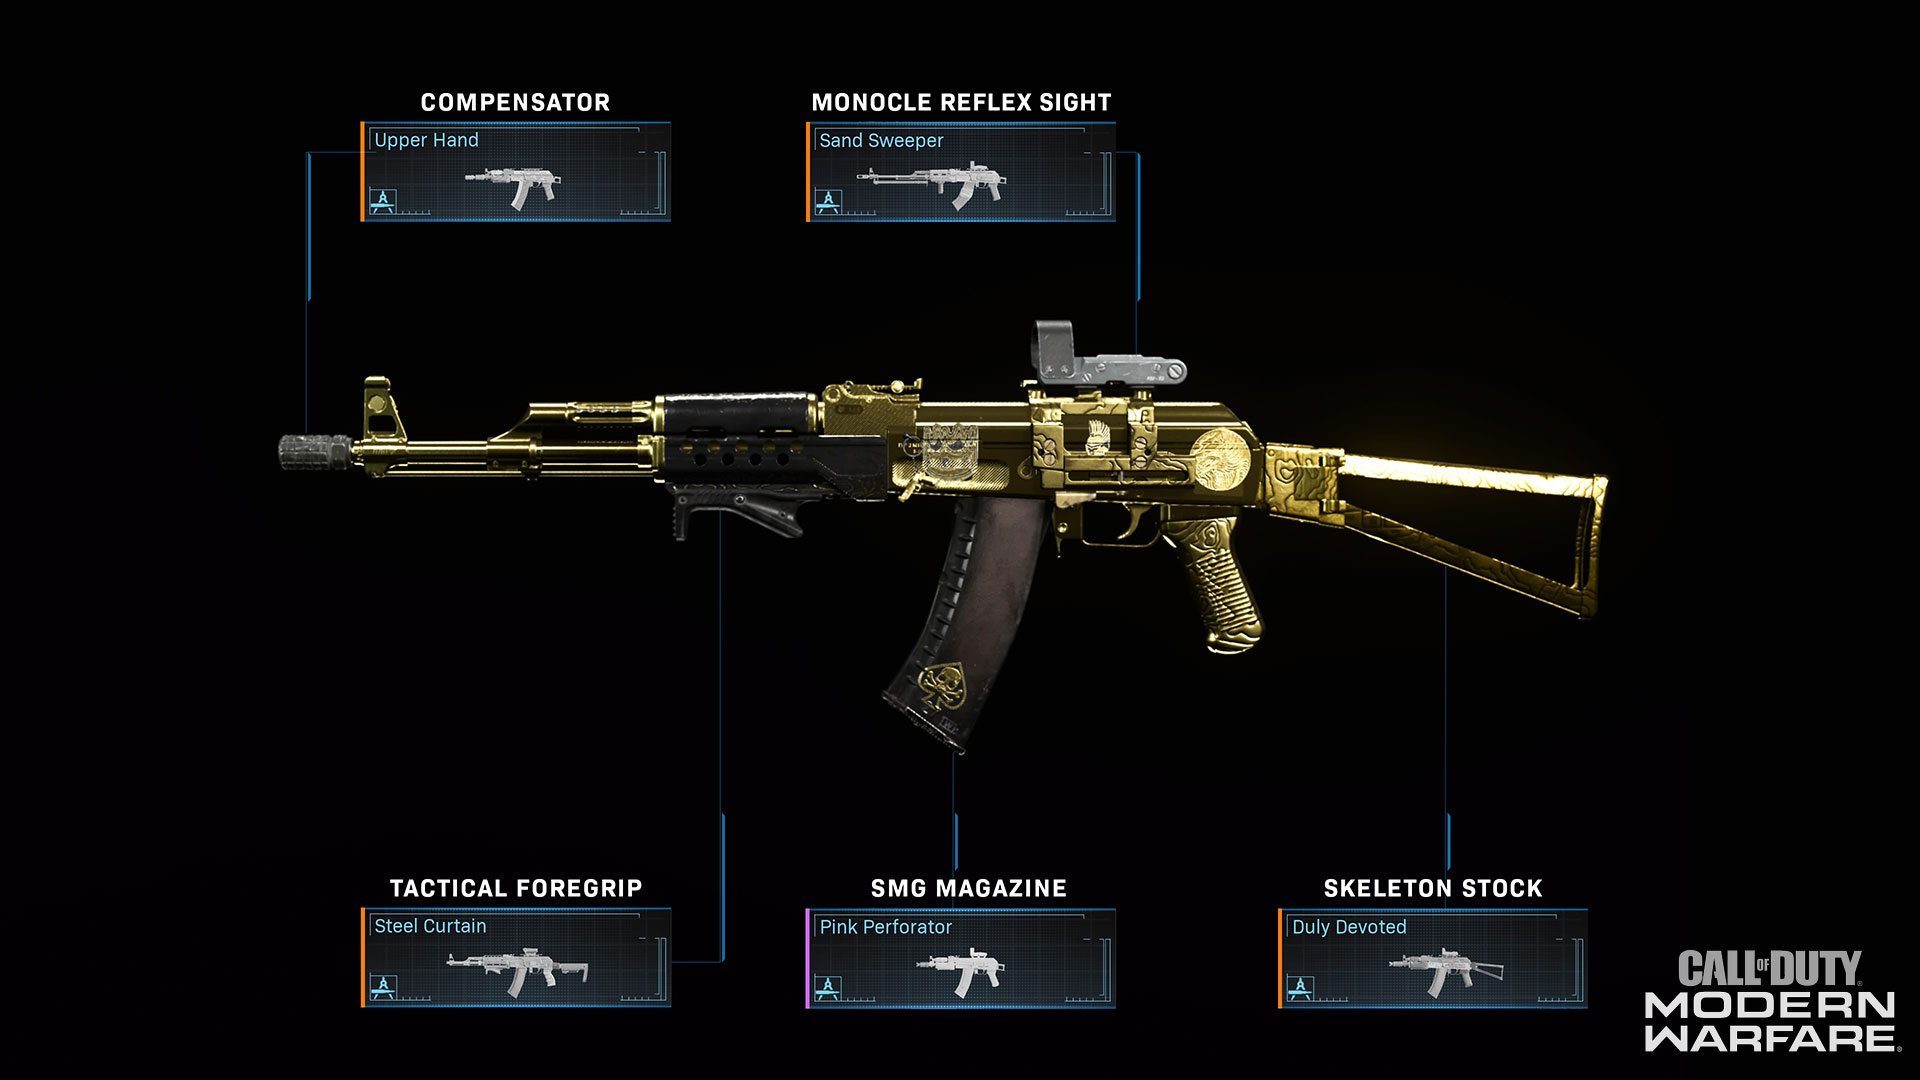 COMPENSATOR
Upper Hand
MONOCLE REFLEX SIGHT
Sand Sweeper
TACTICAL FOREGRIP
Steel Curtain
SMG MAGAZINE
Pink Perforator
SKELETON STOCK
Duly Devoted
CALL OF DUTY®
MODERN
WARFARE®